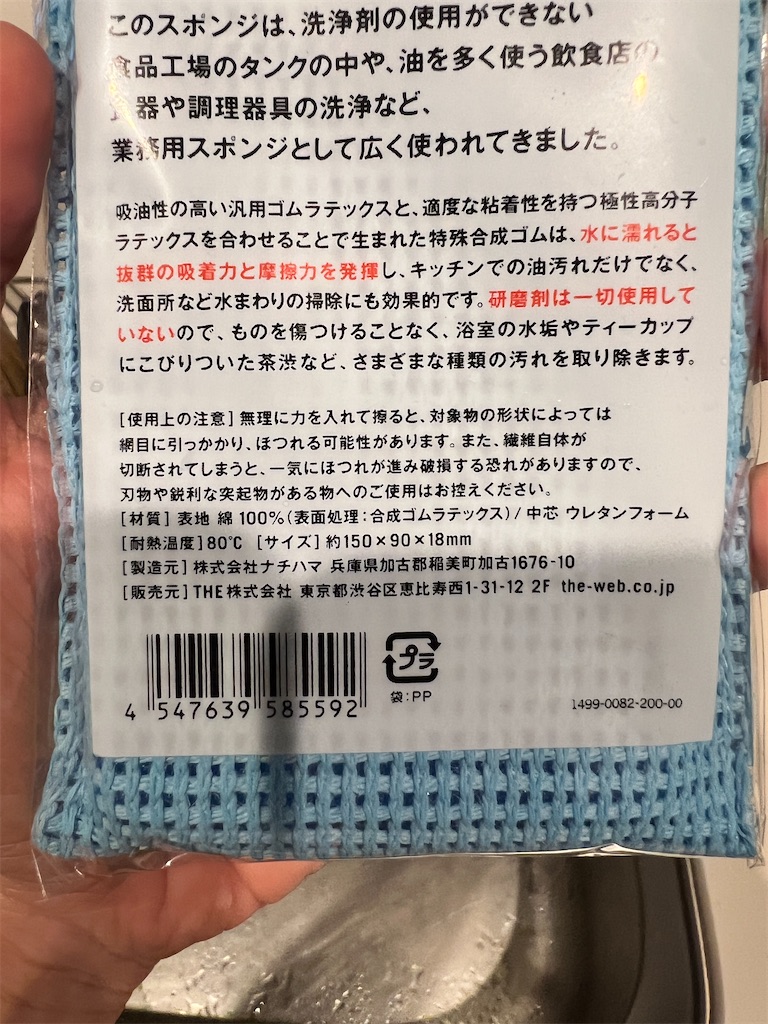 このスポンジは、洗浄剤の使用ができない
食品工場のタンクの中や、油を多く使う飲食店の
食器や調理器具の洗浄など、
業務用スポンジとして広く使われてきました。
吸油性の高い汎用ゴムラテックスと、適度な粘着性を持つ極性高分子
ラテックスを合わせることで生まれた特殊合成ゴムは、水に濡れると
抜群の吸着力と摩擦力を発揮し、キッチンでの油汚れだけでなく、
洗面所など水まわりの掃除にも効果的です。研磨剤は一切使用して
いないので、ものを傷つけることなく、浴室の水垢やティーカップ
にこびりついた茶渋など、さまざまな種類の汚れを取り除きます。
[使用上の注意] 無理に力を入れて擦ると、対象物の形状によっては
網目に引っかかり、ほつれる可能性があります。また、繊維自体が
切断されてしまうと、一気にほつれが進み破損する恐れがありますので、
刃物や鋭利な突起物がある物へのご使用はお控えください。
[材質] 表地 綿 100%(表面処理:合成ゴムラテックス) / 中芯 ウレタンフォーム
[耐熱温度] 80℃ [サイズ] 約150×90×18mm
[製造元] 株式会社ナチハマ 兵庫県加古郡稲美町加古1676-10
[販売元] THE株式会社 東京都渋谷区恵比寿西1-31-12 2F the-web.co.jp
プラ
袋:PP
4 547639 585592
1499-0082-200-00